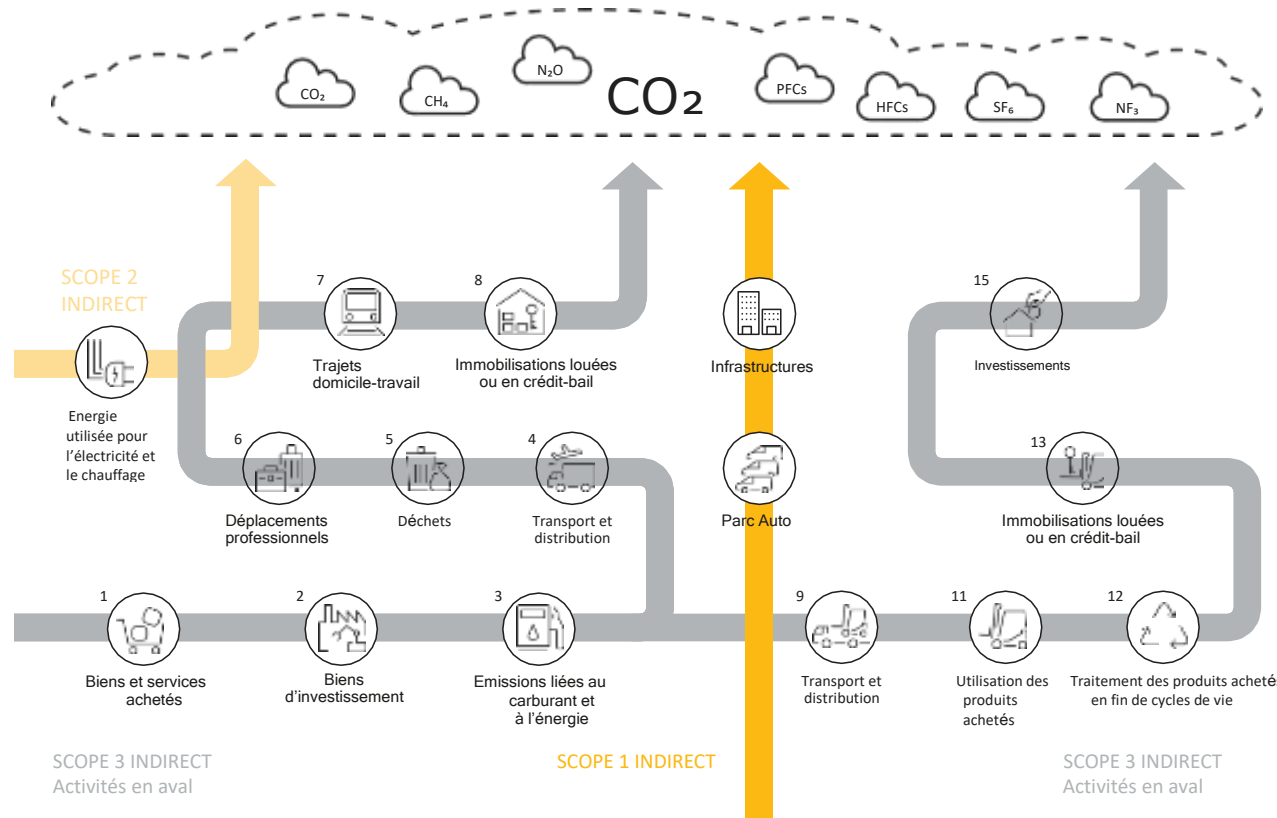 CO₂
CH₄
N₂O
CO₂
PFCs
HFCs
SF₆
NF₃
SCOPE 2
INDIRECT
Energie
utilisée pour
l'électricité et
le chauffage
7
Trajets
domicile-travail
8
Immobilisations louées
ou en crédit-bail
Infrastructures
15
Investissements
6
Déplacements
professionnels
5
Déchets
4
Transport et
distribution
Parc Auto
13
Immobilisations louées
ou en crédit-bail
1
Biens et services
achetés
2
Biens
d'investissement
3
Emissions liées au
carburant et
à l'énergie
9
Transport et
distribution
11
Utilisation des
produits
achetés
12
Traitement des produits achetés
en fin de cycles de vie
SCOPE 3 INDIRECT
Activités en aval
SCOPE 1 INDIRECT
SCOPE 3 INDIRECT
Activités en aval